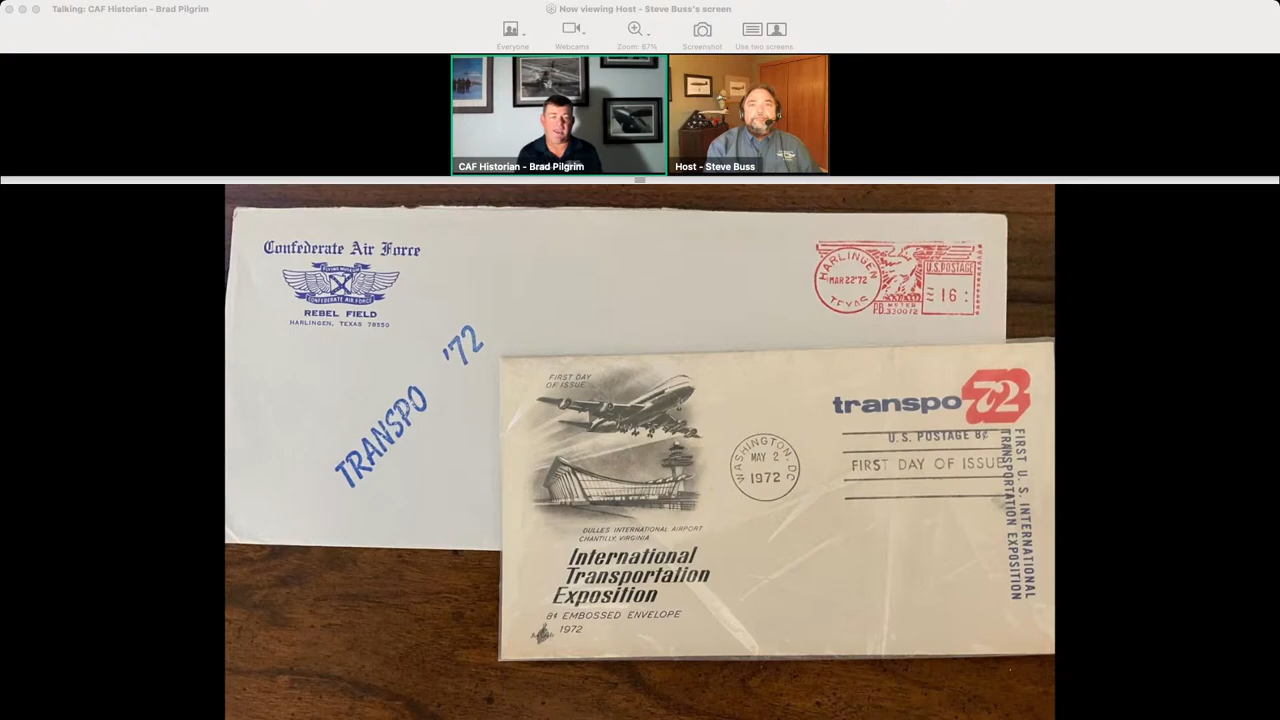 Talking: CAF Historian - Brad Pilgrim
Now viewing Host - Steve Buss's screen
Everyone
Webcams
Zoom: 87%
Screenshot
Use two screens
CAF Historian - Brad Pilgrim
Host - Steve Buss
Confederate Air Force
FLYING MUSEUM
CONFEDERATE AIR FORCE
REBEL FIELD
HARLINGEN, TEXAS 78550
TRANSPO '72
HARLINGEN
MAR 22 '72
TEXAS
U.S. POSTAGE
16
P.B. METER
330072
FIRST DAY
OF ISSUE
DULLES INTERNATIONAL AIRPORT
CHANTILLY, VIRGINIA
International
Transportation
Exposition
8¢ EMBOSSED ENVELOPE
1972
WASHINGTON, DC
MAY 2
1972
transpo 72
U.S. POSTAGE 8¢
FIRST DAY OF ISSUE
FIRST U. S. INTERNATIONAL
TRANSPORTATION EXPOSITION